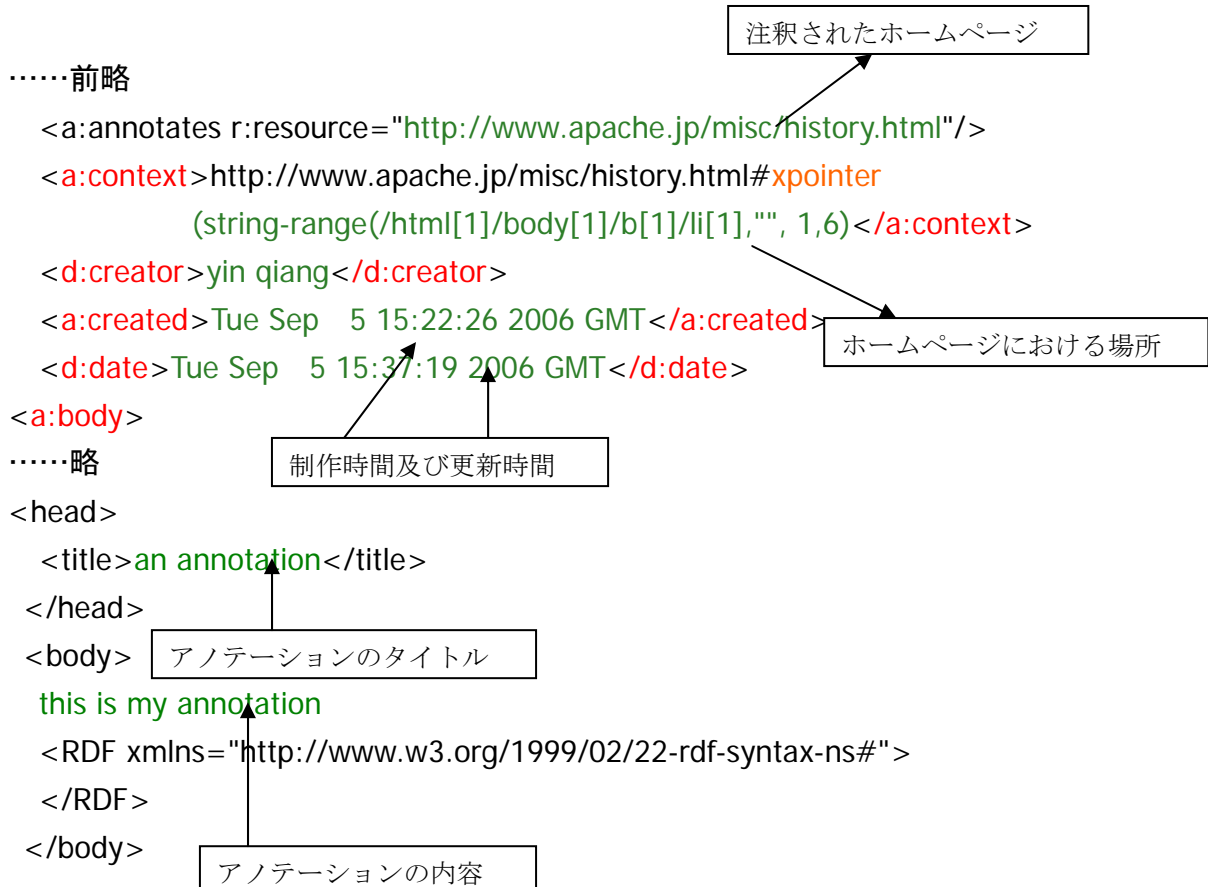 注釈されたホームページ
……前略
<a:annotates r:resource="http://www.apache.jp/misc/history.html"/>
<a:context>http://www.apache.jp/misc/history.html#xpointer
(string-range(/html[1]/body[1]/b[1]/li[1],"", 1,6)</a:context>
<d:creator>yin qiang</d:creator>
<a:created>Tue Sep   5 15:22:26 2006 GMT</a:created>
ホームページにおける場所
<d:date>Tue Sep   5 15:37:19 2006 GMT</d:date>
<a:body>
……略
制作時間及び更新時間
<head>
<title>an annotation</title>
</head>
<body>
アノテーションのタイトル
this is my annotation
<RDF xmlns="http://www.w3.org/1999/02/22-rdf-syntax-ns#">
</RDF>
</body>
アノテーションの内容